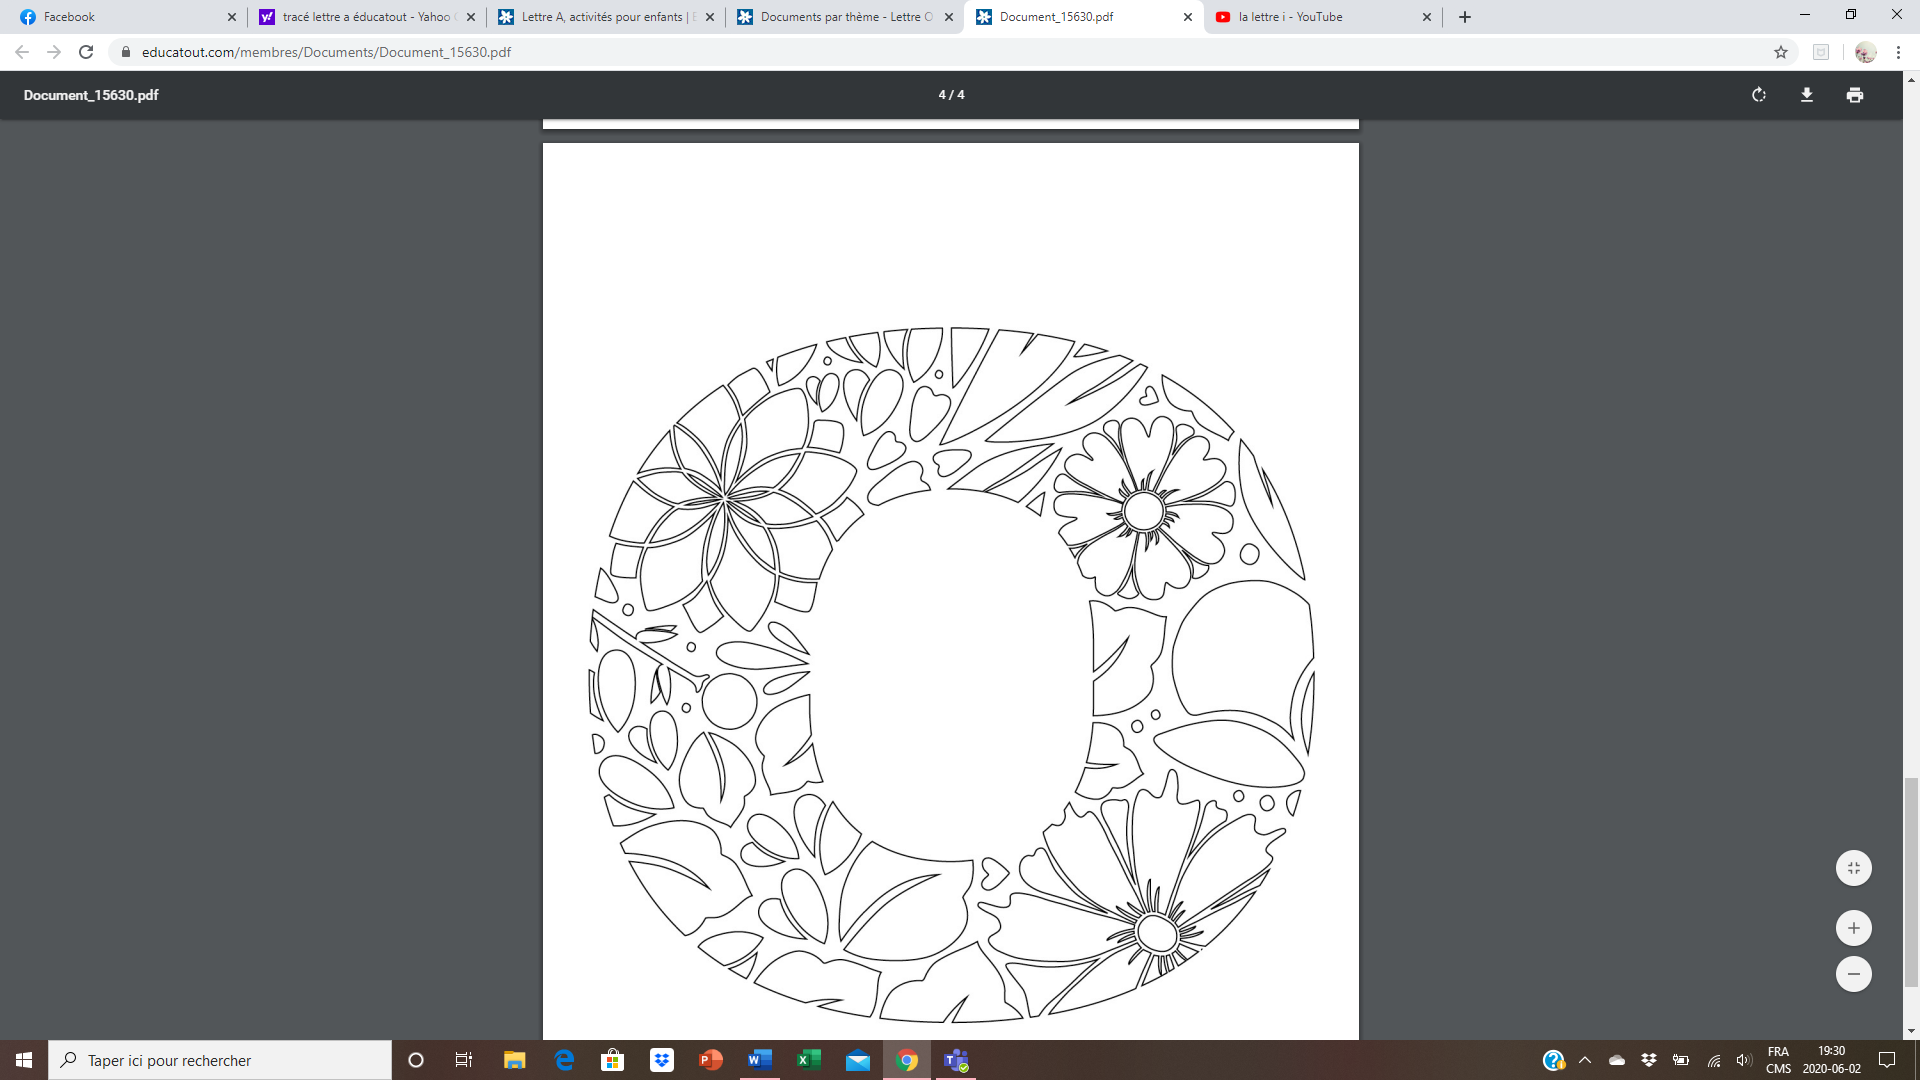 Facebook
tracé lettre a éducatout - Yahoo
Lettre A, activités pour enfants |
Documents par thème - Lettre O
Document_15630.pdf
la lettre i - YouTube
educatout.com/membres/Documents/Document_15630.pdf
Document_15630.pdf
4 / 4
Taper ici pour rechercher
FRA
CMS
19:30
2020-06-02